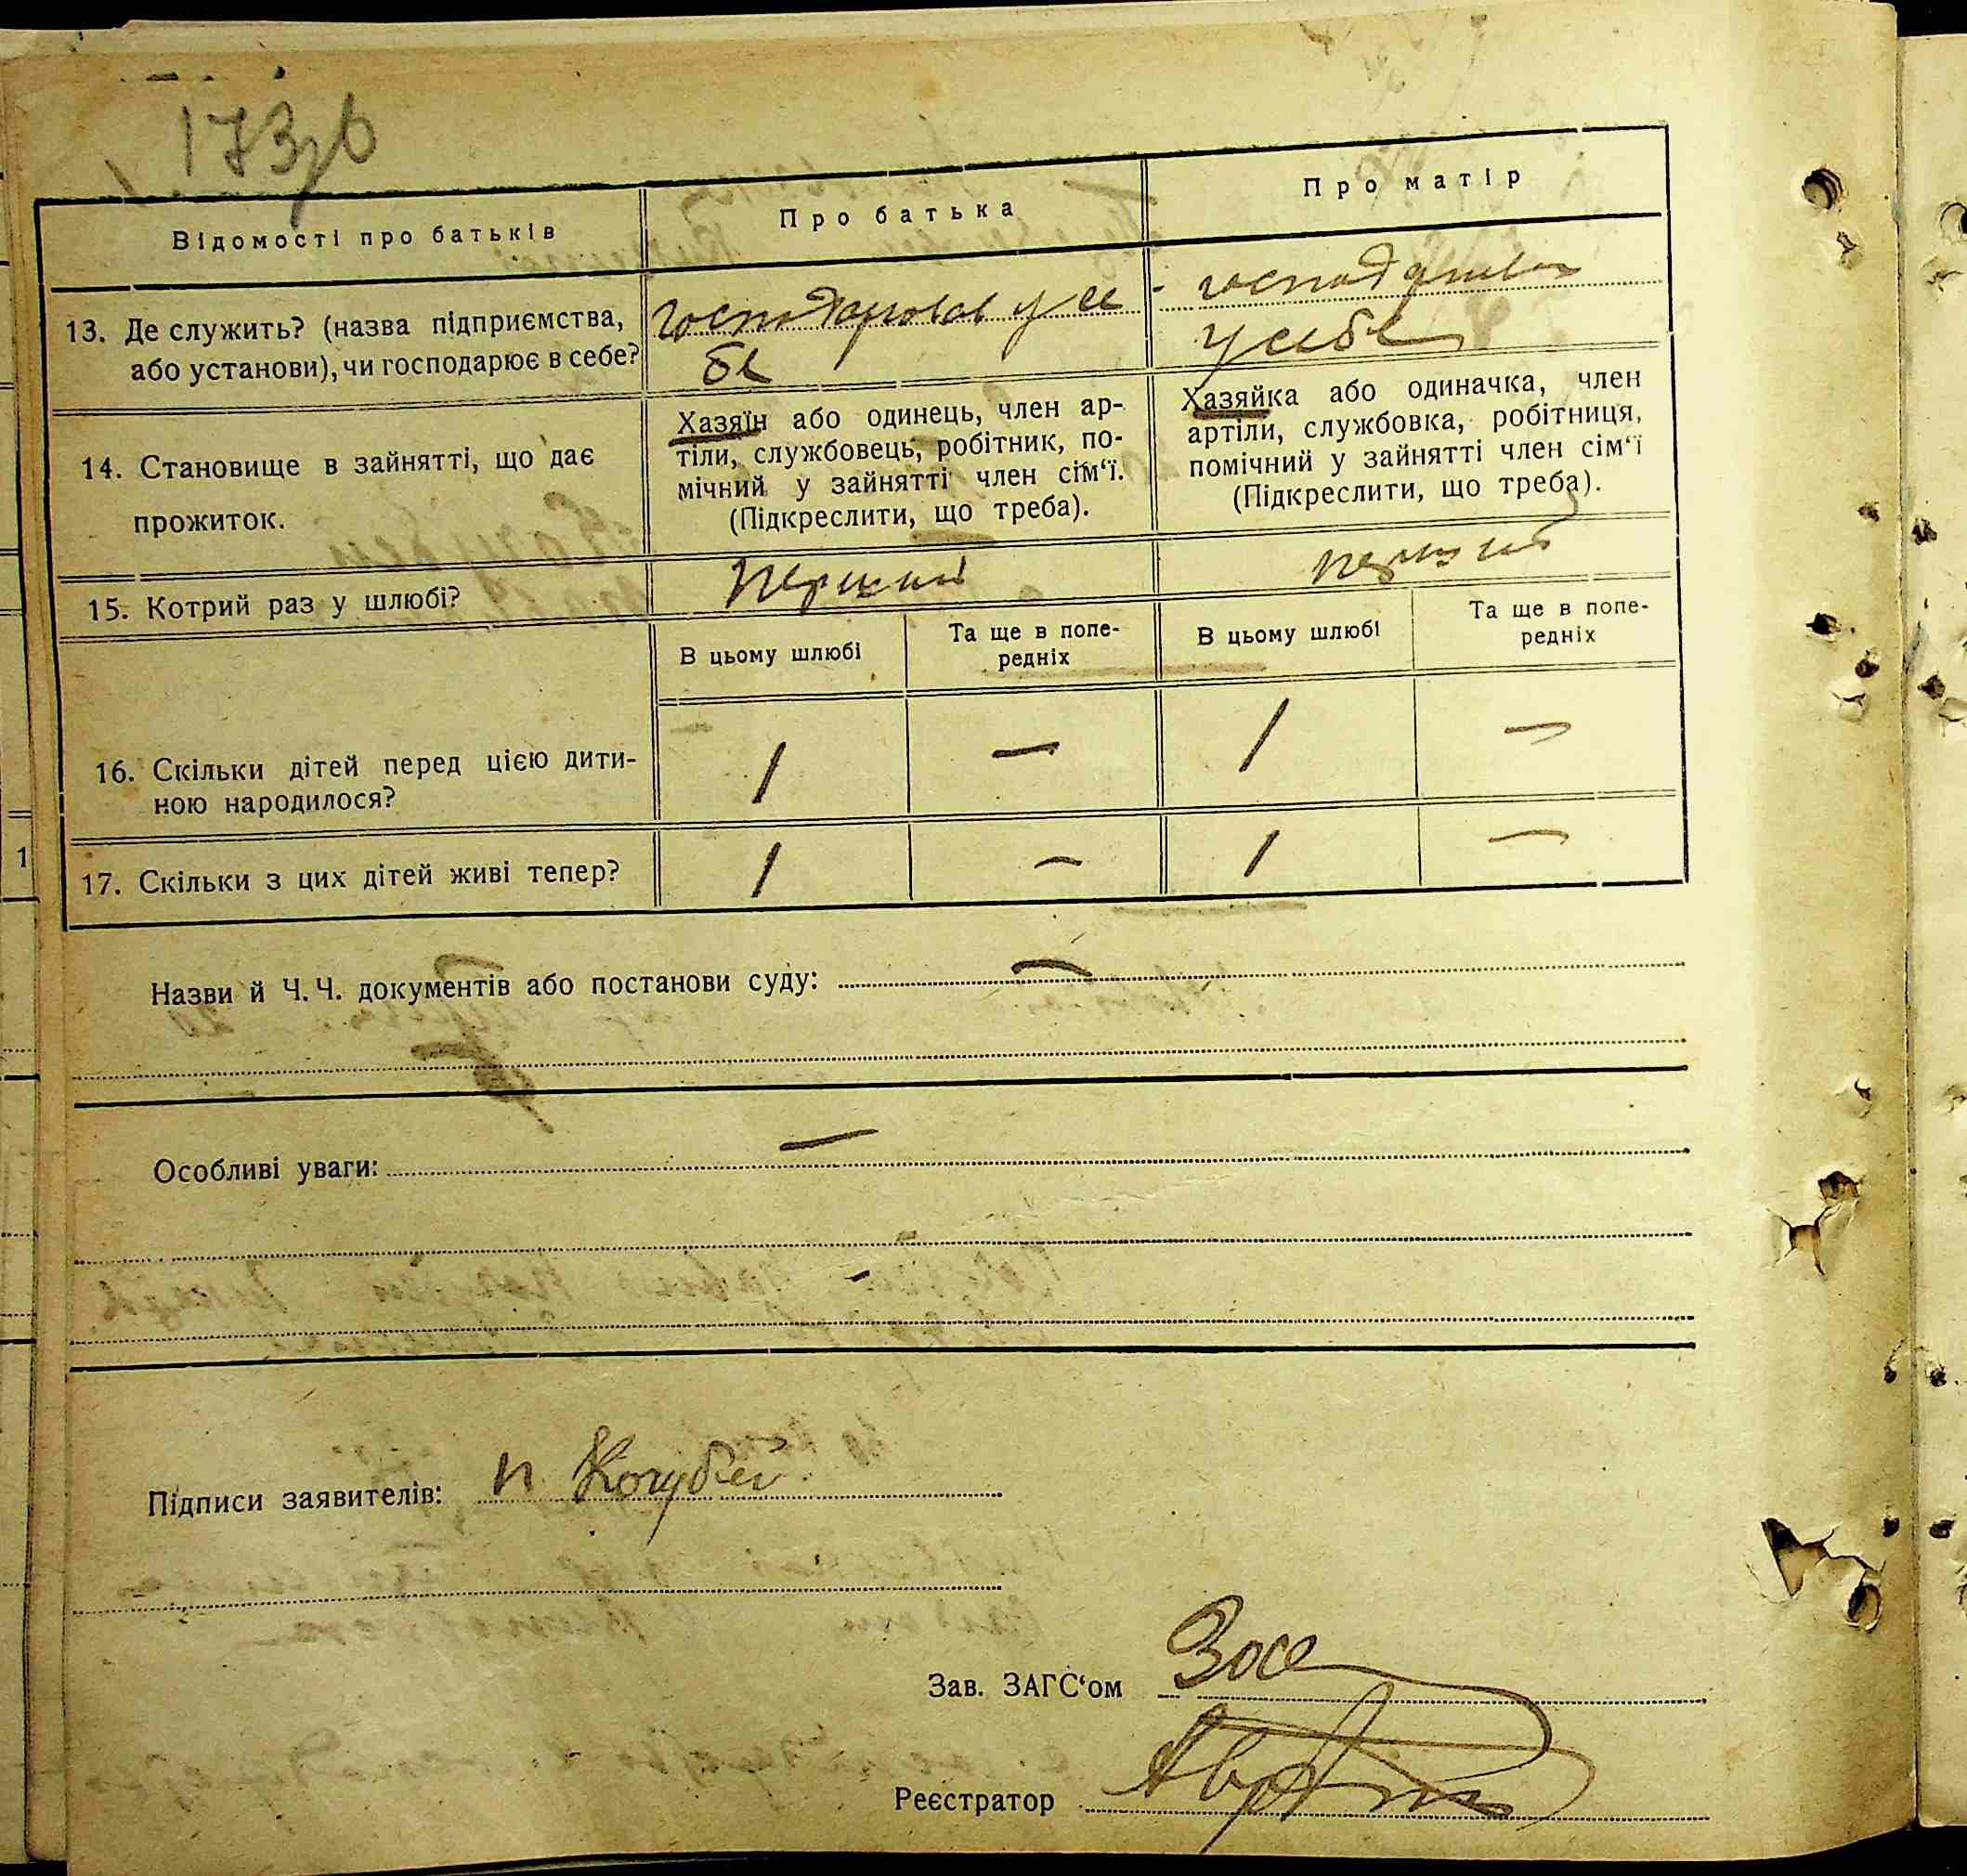 173зв
Відомості про батьків
Про батька
Про матір
13. Де служить? (назва підприємства,
або установи), чи господарює в себе?
господарював у се
бе
господарювала
у себе
14. Становище в зайнятті, що дає
прожиток.
Хазяїн або одинець, член ар-
тіли, службовець, робітник, по-
мічний у зайнятті член сім‘ї.
(Підкреслити, що треба).
Хазяйка або одиначка, член
артіли, службовка, робітниця,
помічний у зайнятті член сім‘ї
(Підкреслити, що треба).
15. Котрий раз у шлюбі?
перший
перший
В цьому шлюбі
Та ще в попе-
редніх
В цьому шлюбі
Та ще в попе-
редніх
16. Скільки дітей перед цією дити-
ною народилося?
1 — 1 —
17. Скільки з цих дітей живі тепер?
1 — 1 —
Назви й Ч. Ч. документів або постанови суду: —
Особливі уваги: —
Підписи заявителів: П Кочубей
Зав. ЗАГС‘ом
Реєстратор
1